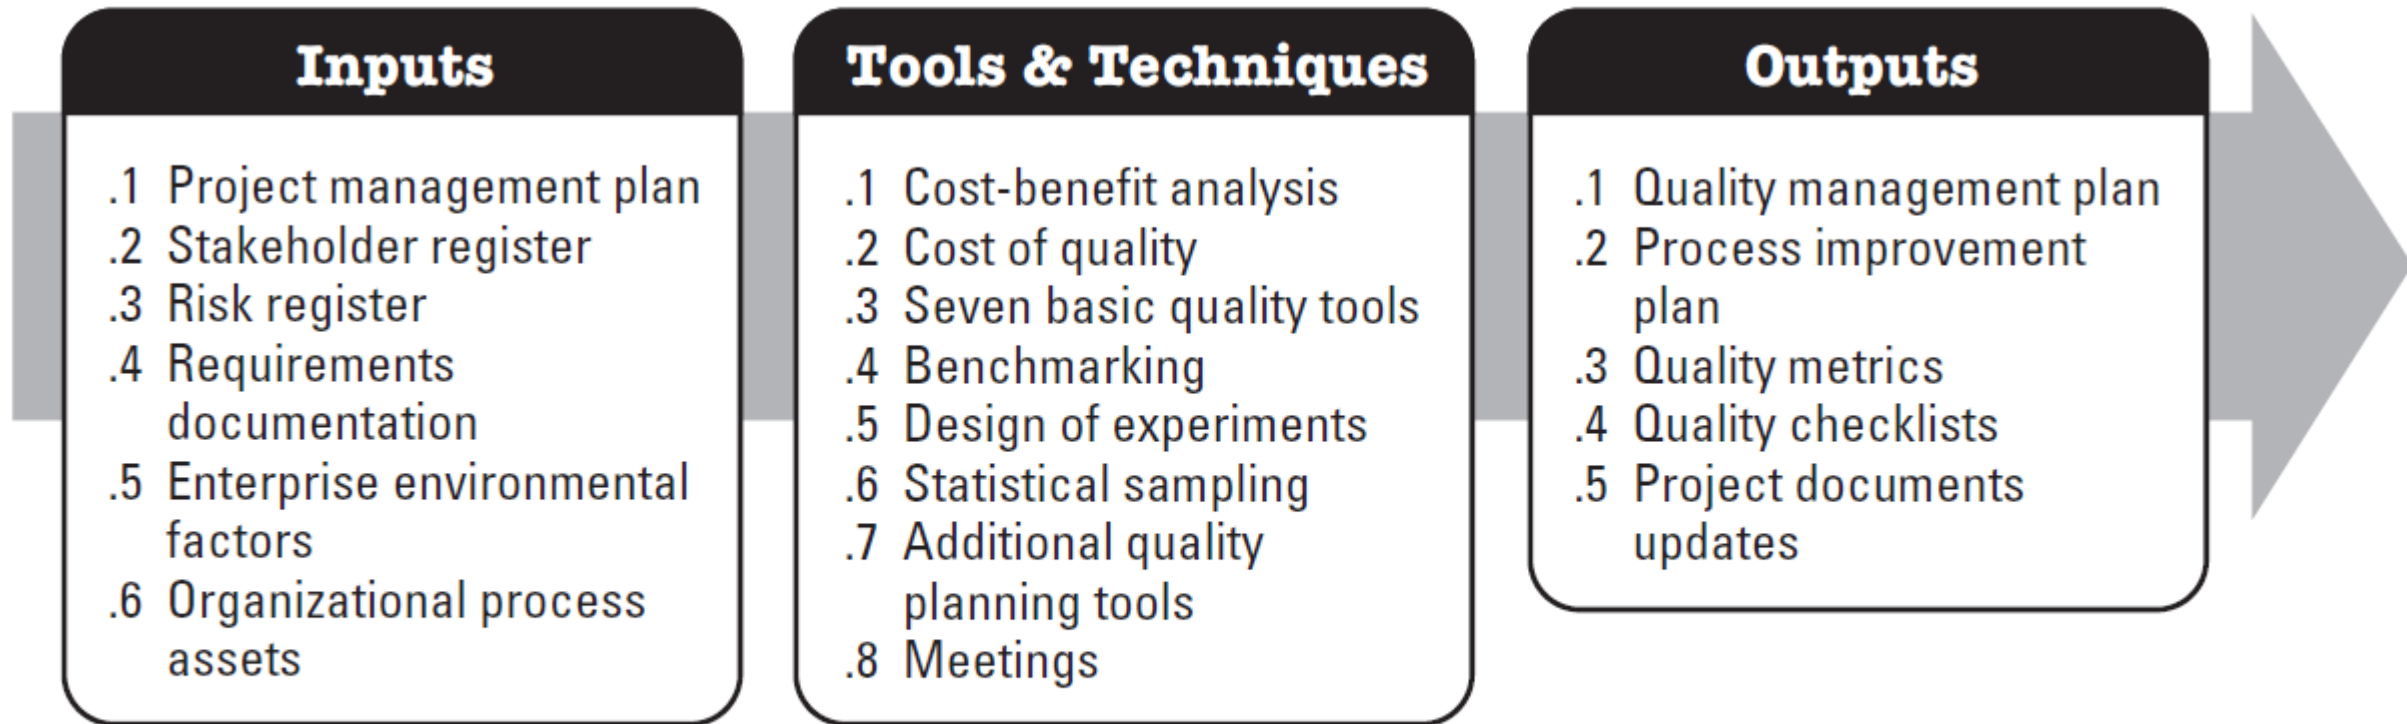 Inputs
.1 Project management plan
.2 Stakeholder register
.3 Risk register
.4 Requirements
documentation
.5 Enterprise environmental
factors
.6 Organizational process
assets
Tools & Techniques
.1 Cost-benefit analysis
.2 Cost of quality
.3 Seven basic quality tools
.4 Benchmarking
.5 Design of experiments
.6 Statistical sampling
.7 Additional quality
planning tools
.8 Meetings
Outputs
.1 Quality management plan
.2 Process improvement
plan
.3 Quality metrics
.4 Quality checklists
.5 Project documents
updates